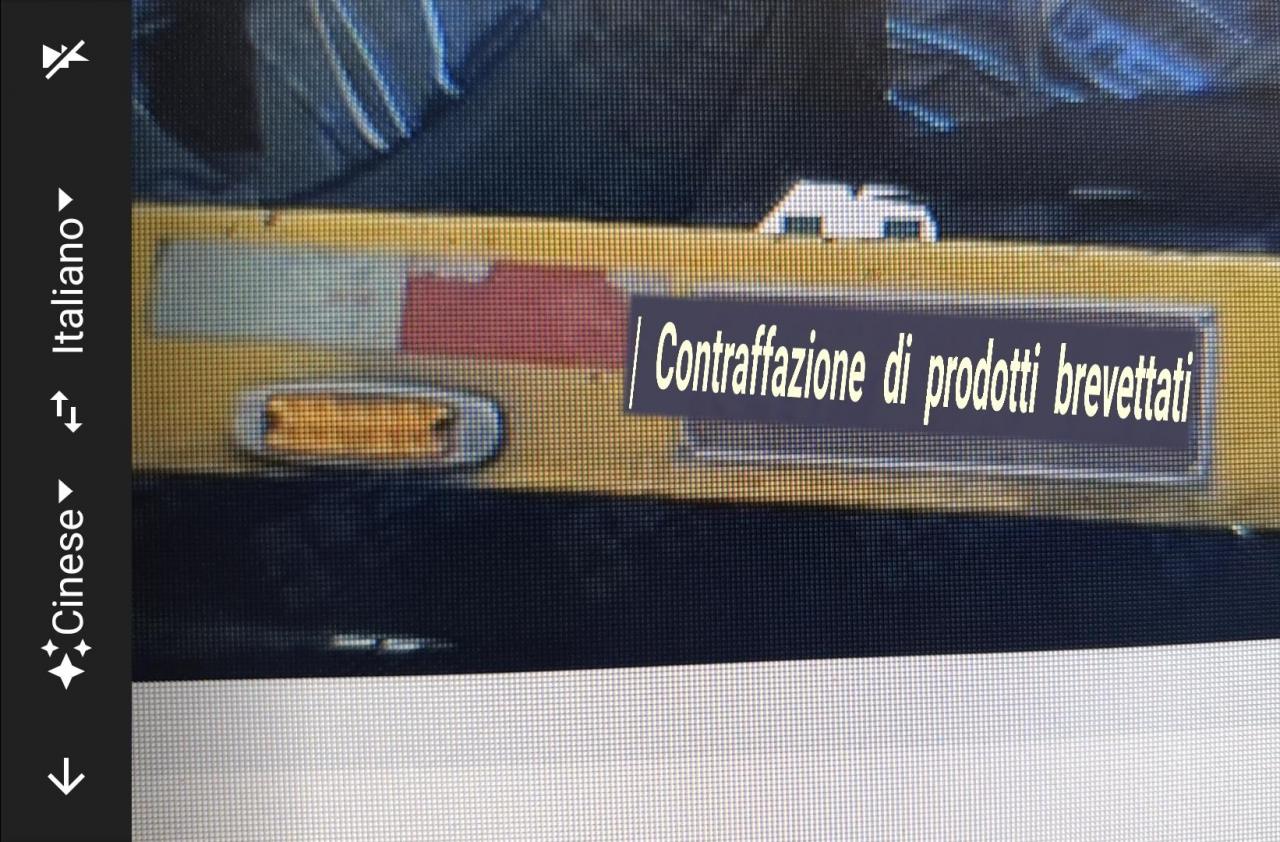 Cinese
Italiano
| Contraffazione di prodotti brevettati